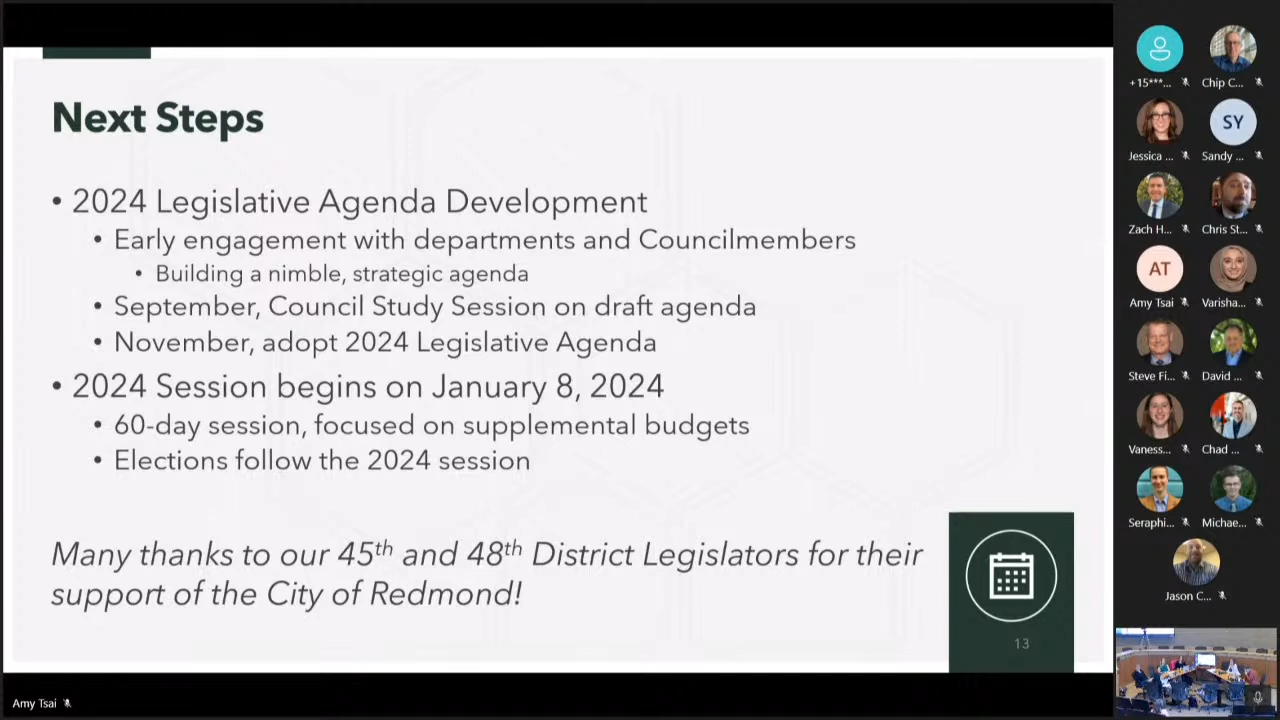 Next Steps
• 2024 Legislative Agenda Development
• Early engagement with departments and Councilmembers
• Building a nimble, strategic agenda
• September, Council Study Session on draft agenda
• November, adopt 2024 Legislative Agenda
• 2024 Session begins on January 8, 2024
• 60-day session, focused on supplemental budgets
• Elections follow the 2024 session
Many thanks to our 45th and 48th District Legislators for their
support of the City of Redmond!
13
Amy Tsai
+15***...
Chip C...
Jessica ...
SY
Sandy ...
Zach H...
Chris St...
AT
Amy Tsai
Varisha...
Steve Fi...
David ...
Vaness...
Chad ...
Seraphi...
Michae...
Jason C...